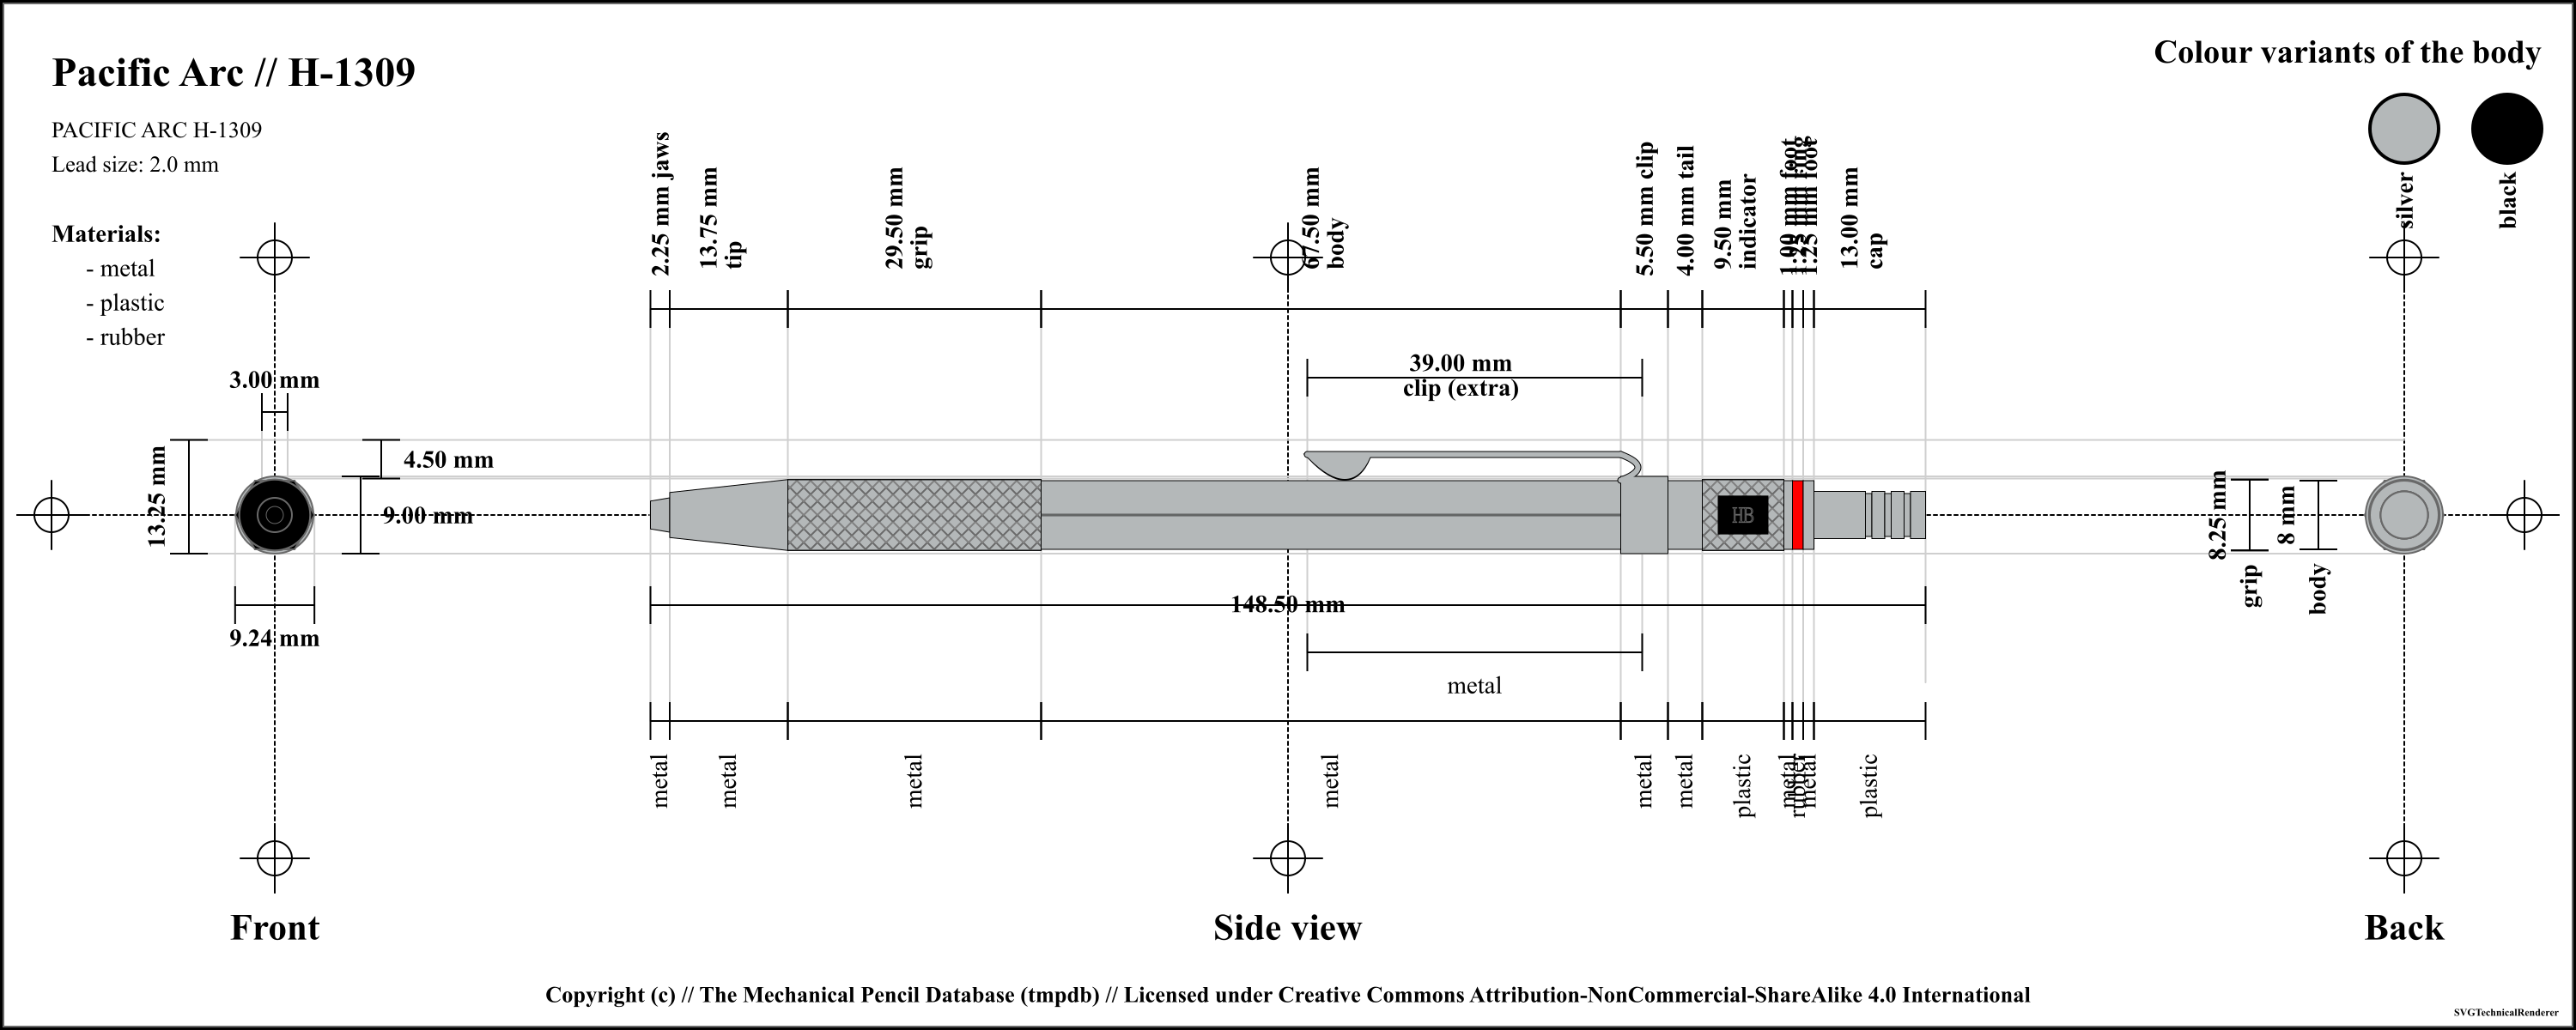 Pacific Arc // H-1309
Colour variants of the body
PACIFIC ARC H-1309
Lead size: 2.0 mm
silver
black
Materials:
- metal
- plastic
- rubber
2.25 mm jaws
13.75 mm
tip
29.50 mm
grip
67.50 mm
body
5.50 mm clip
4.00 mm tail
9.50 mm
indicator
1.00 mm foot
1.25 mm ring
1.25 mm foot
13.00 mm
cap
39.00 mm
clip (extra)
3.00 mm
13.25 mm
4.50 mm
9.00 mm
HB
8.25 mm
grip
8 mm
body
9.24 mm
148.50 mm
metal
metal
metal
metal
metal
metal
metal
plastic
metal
rubber
metal
plastic
Front
Side view
Back
Copyright (c) // The Mechanical Pencil Database (tmpdb) // Licensed under Creative Commons Attribution-NonCommercial-ShareAlike 4.0 International
SVGTechnicalRenderer